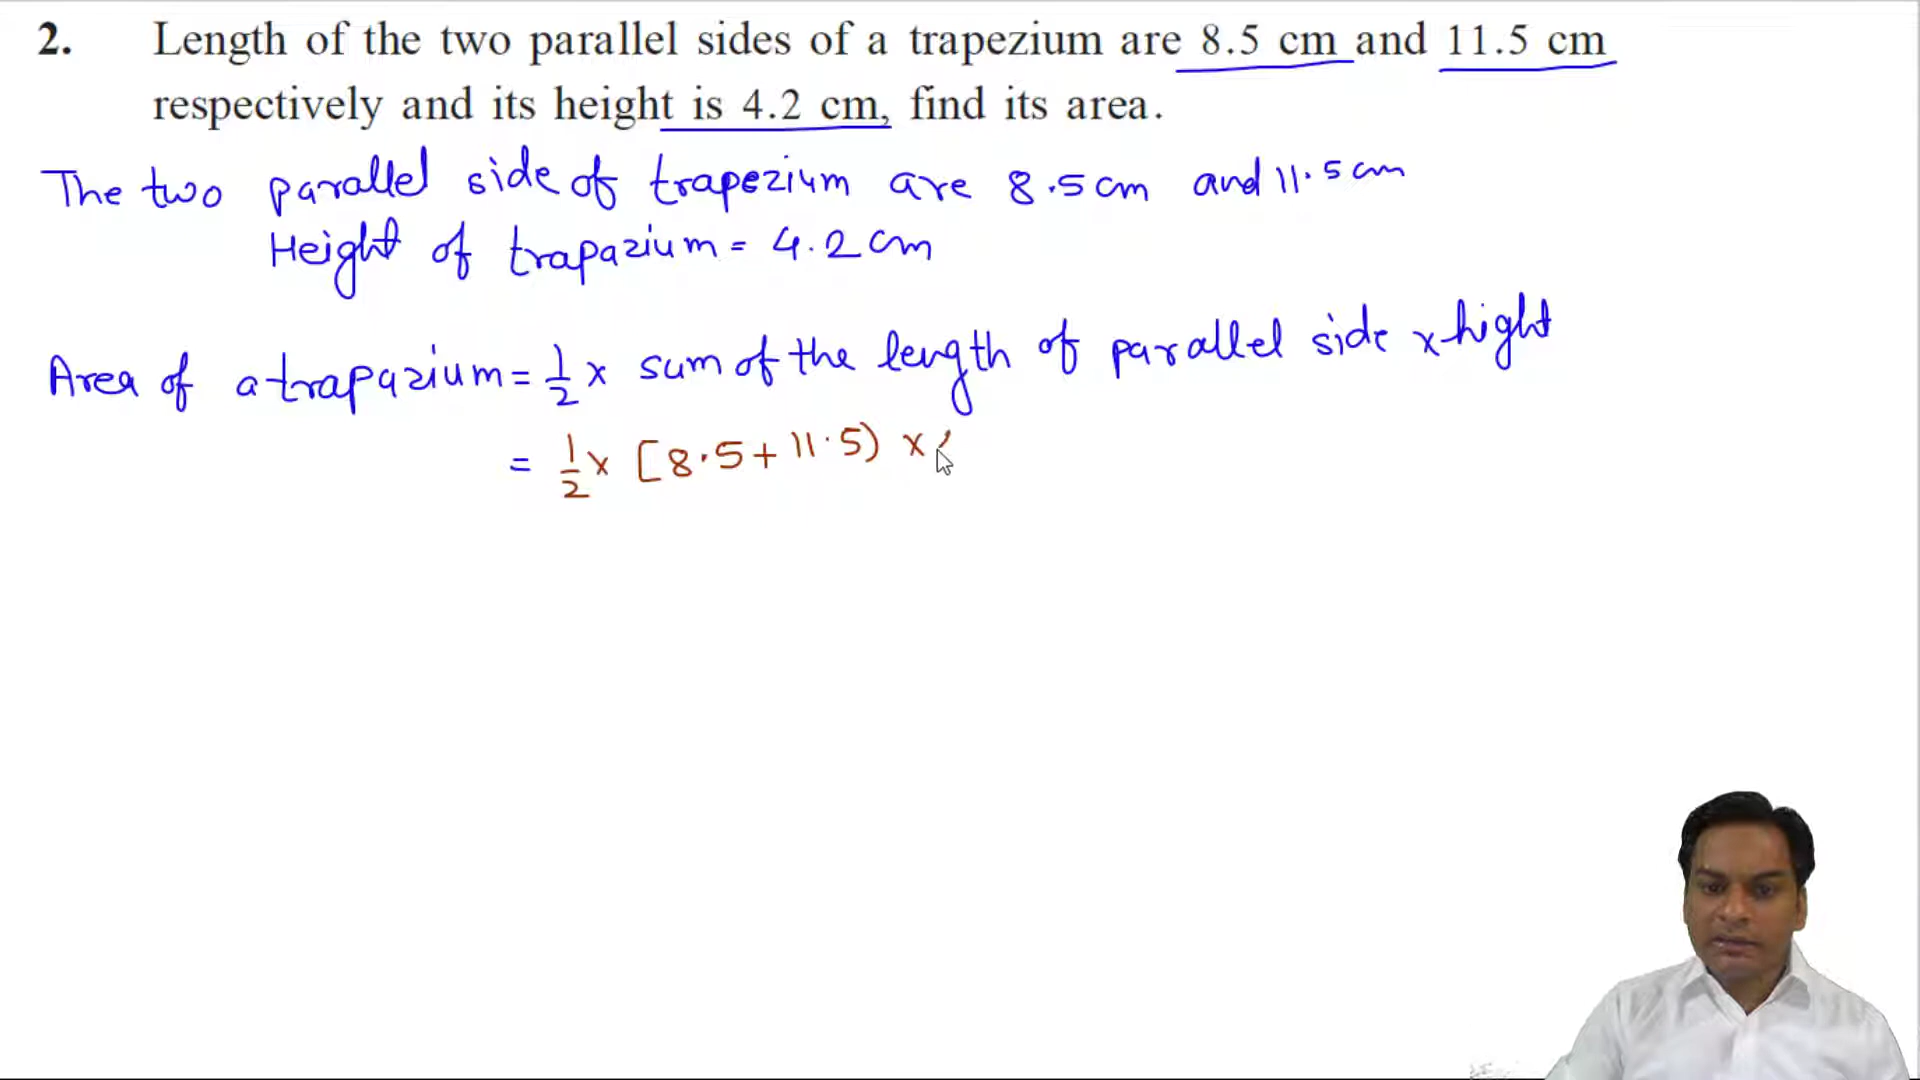 2. Length of the two parallel sides of a trapezium are 8.5 cm and 11.5 cm
respectively and its height is 4.2 cm, find its area.
The two parallel side of trapezium are 8.5 cm and 11.5 cm
Height of trapazium = 4.2 cm
Area of a trapazium = 1/2 x sum of the length of parallel side x hight
= 1/2 x [8.5 + 11.5) x